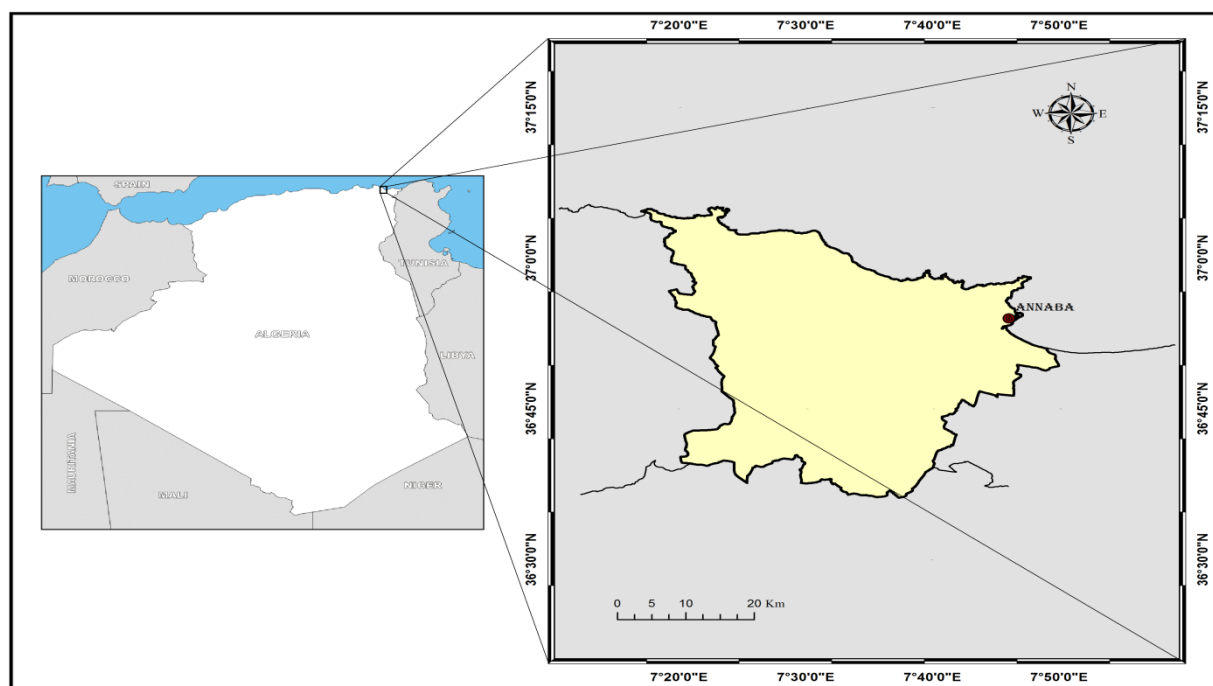 7°20'0"E 7°30'0"E 7°40'0"E 7°50'0"E
37°15'0"N
37°0'0"N
36°45'0"N
36°30'0"N
N
W E
S
ANNABA
0 5 10 20 Km
37°15'0"N
37°0'0"N
36°45'0"N
36°30'0"N
7°20'0"E 7°30'0"E 7°40'0"E 7°50'0"E
SPAIN
MOROCCO
TUNISIA
ALGERIA
LIBYA
MAURITANIA
MALI
NIGER